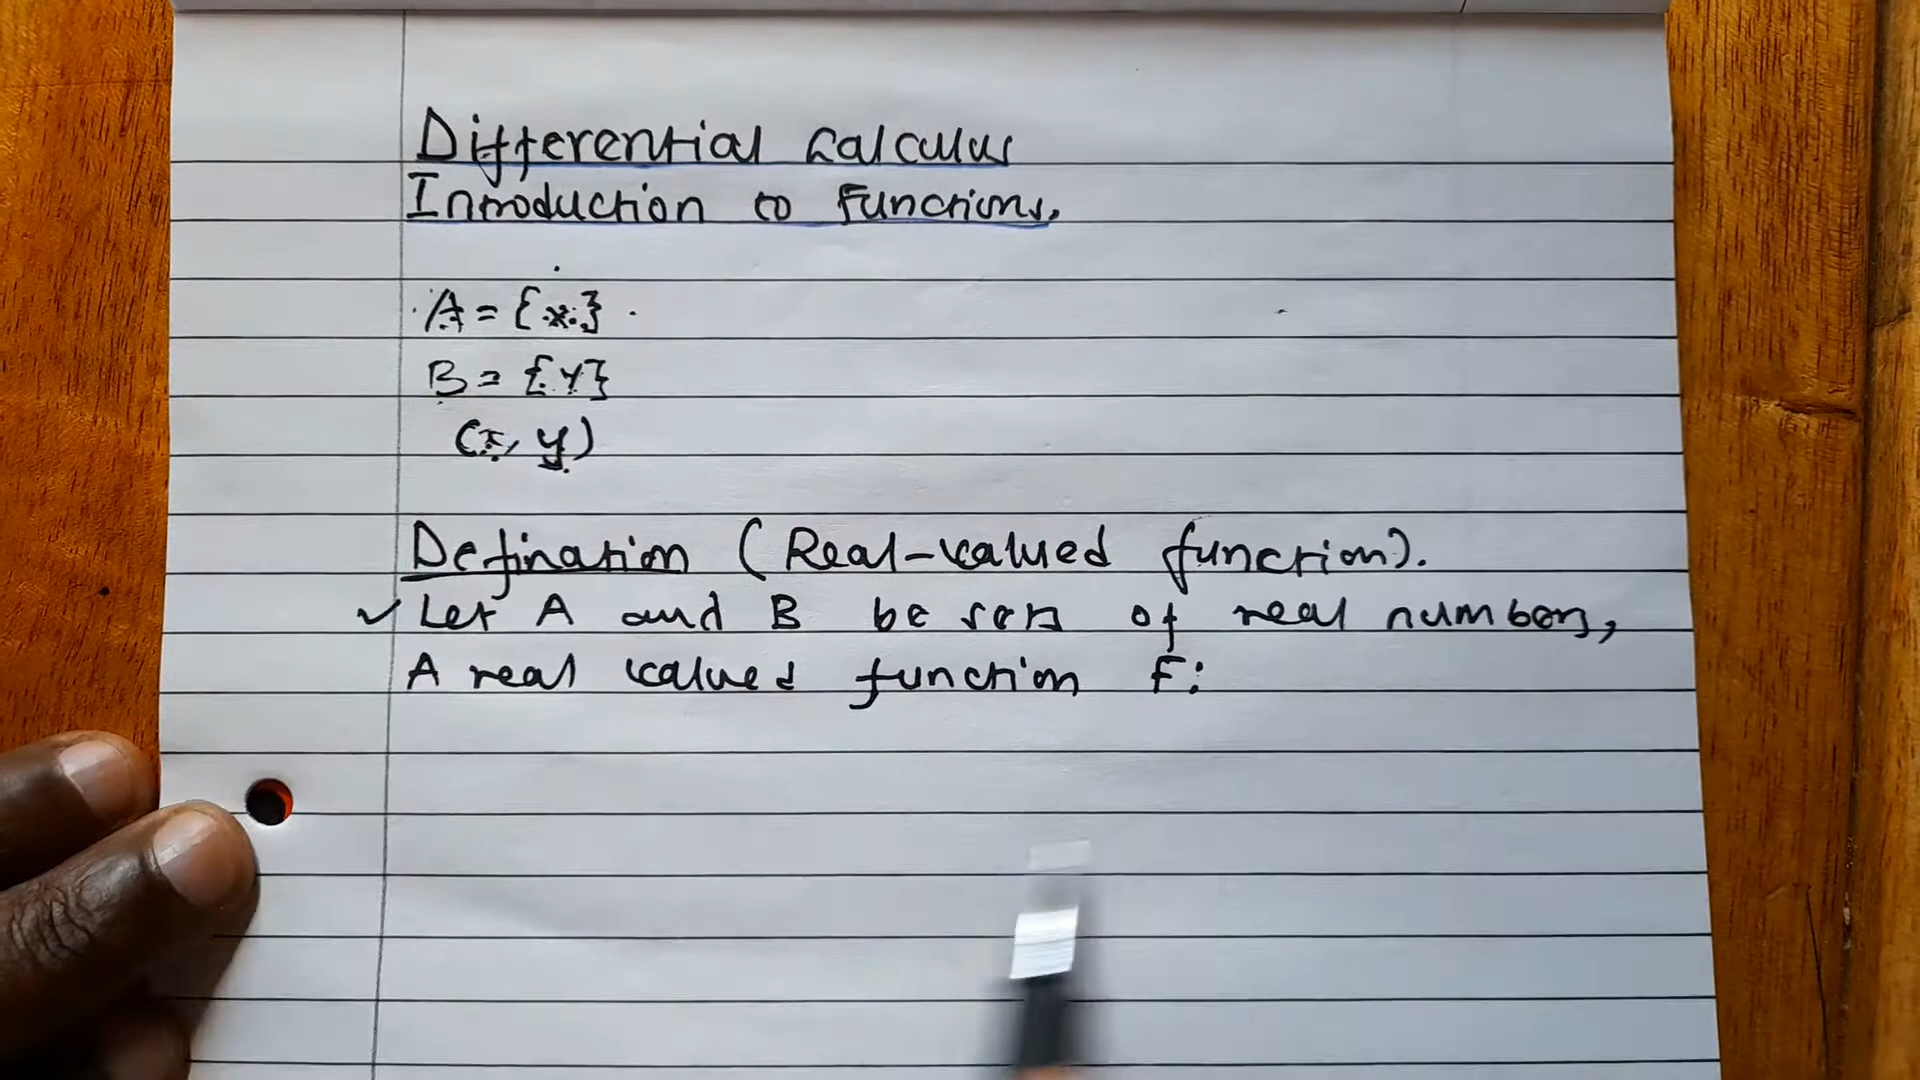 Differential Calculus
Introduction to Functions.
A = {x}
B = {Y}
(x, y)
Defination (Real-valued function).
✓ Let A and B be sets of real numbers,
A real valued function F: